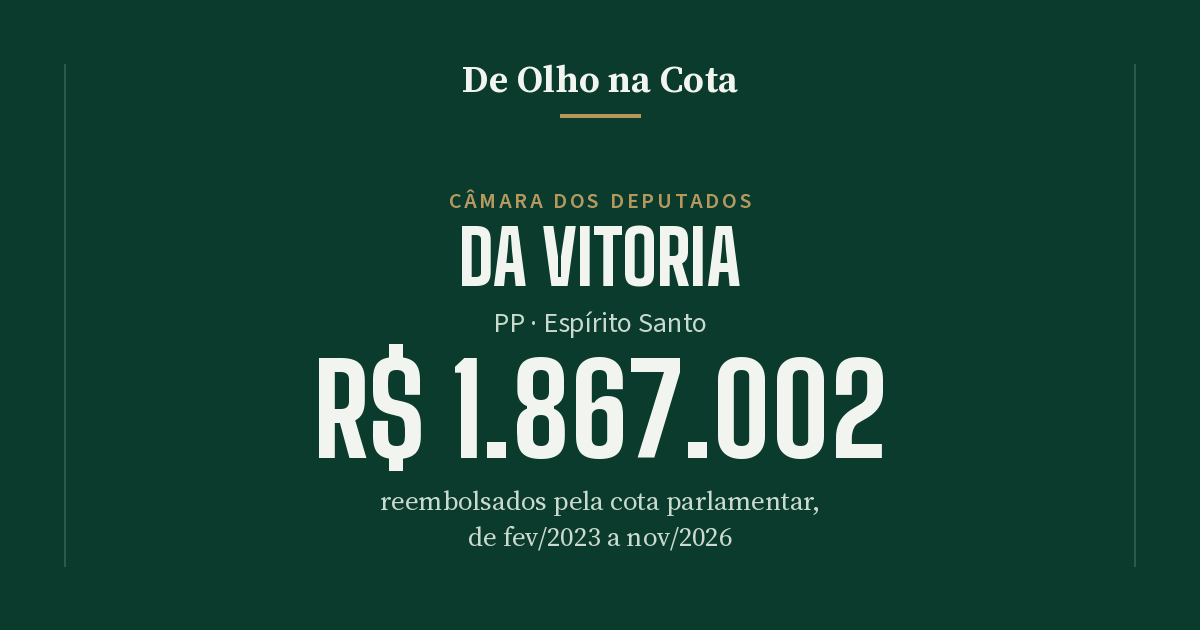 De Olho na Cota
CÂMARA DOS DEPUTADOS
DA VITORIA
PP · Espírito Santo
R$ 1.867.002
reembolsados pela cota parlamentar,
de fev/2023 a nov/2026